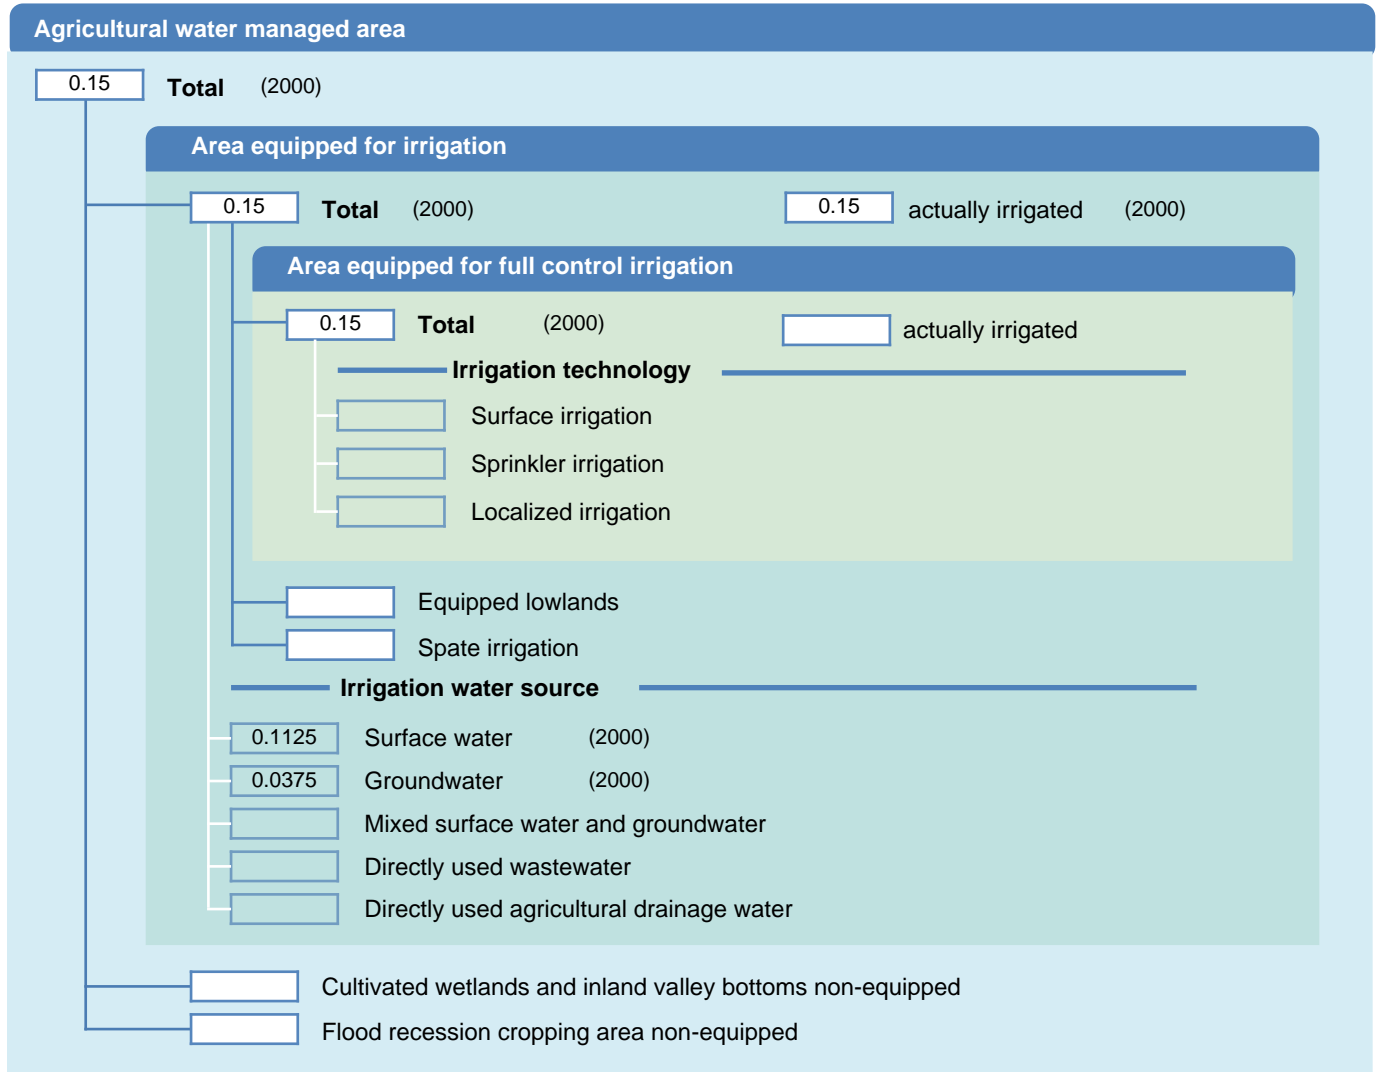 Agricultural water managed area
0.15 Total (2000)
Area equipped for irrigation
0.15 Total (2000) 0.15 actually irrigated (2000)
Area equipped for full control irrigation
0.15 Total (2000) actually irrigated
Irrigation technology
Surface irrigation
Sprinkler irrigation
Localized irrigation
Equipped lowlands
Spate irrigation
Irrigation water source
0.1125 Surface water (2000)
0.0375 Groundwater (2000)
Mixed surface water and groundwater
Directly used wastewater
Directly used agricultural drainage water
Cultivated wetlands and inland valley bottoms non-equipped
Flood recession cropping area non-equipped